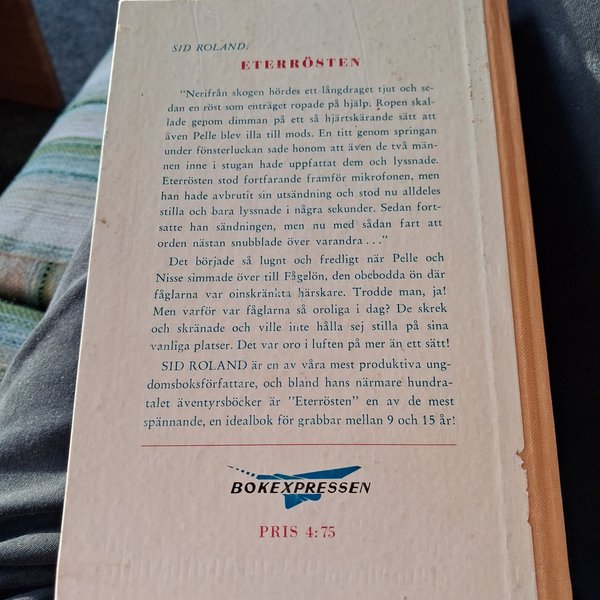 SID ROLAND:
ETERRÖSTEN
"Nerifrån skogen hördes ett långdraget tjut och se-
dan en röst som enträget ropade på hjälp. Ropen skal-
lade genom dimman på ett så hjärtskärande sätt att
även Pelle blev illa till mods. En titt genom springan
under fönsterluckan sade honom att även de två män-
nen inne i stugan hade uppfattat dem och lyssnade.
Eterrösten stod fortfarande framför mikrofonen, men
han hade avbrutit sin utsändning och stod nu alldeles
stilla och bara lyssnade i några sekunder. Sedan fort-
satte han sändningen, men nu med sådan fart att
orden nästan snubblade över varandra . . ."
Det började så lugnt och fredligt när Pelle och
Nisse simmade över till Fågelön, den obebodda ön där
fåglarna var oinskränkta härskare. Trodde man, ja!
Men varför var fåglarna så oroliga i dag? De skrek
och skränade och ville inte hålla sej stilla på sina
vanliga platser. Det var oro i luften på mer än ett sätt!
SID ROLAND är en av våra mest produktiva ung-
domsboksförfattare, och bland hans närmare hundra-
talet äventyrsböcker är "Eterrösten" en av de mest
spännande, en idealbok för grabbar mellan 9 och 15 år!
BOKEXPRESSEN
PRIS 4:75